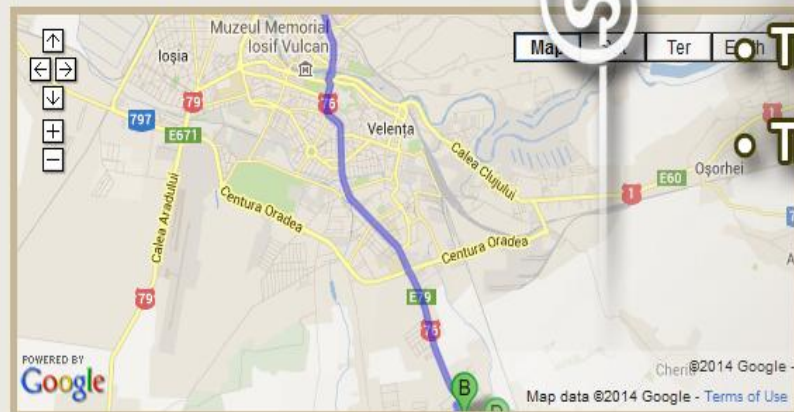 Muzeul Memorial
Iosif Vulcan
Iosia
Map
Ter
T
79
76
797
E671
Velența
Calea Clujului
1
T
Oșorhei
E60
1
Calea Aradului
Centura Oradea
Centura Oradea
E79
79
76
POWERED BY
Google
B
©2014 Google -
Map data ©2014 Google - Terms of Use